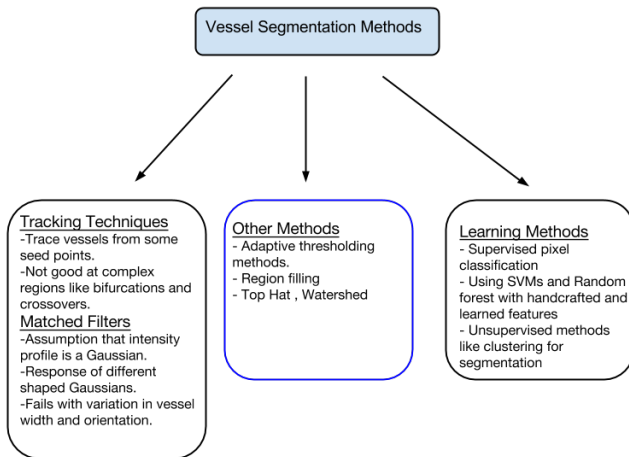 Vessel Segmentation Methods
Tracking Techniques
-Trace vessels from some
seed points.
-Not good at complex
regions like bifurcations and
crossovers.
Matched Filters
-Assumption that intensity
profile is a Gaussian.
-Response of different
shaped Gaussians.
-Fails with variation in vessel
width and orientation.
Other Methods
- Adaptive thresholding
methods.
- Region filling
- Top Hat , Watershed
Learning Methods
- Supervised pixel
classification
- Using SVMs and Random
forest with handcrafted and
learned features
- Unsupervised methods
like clustering for
segmentation